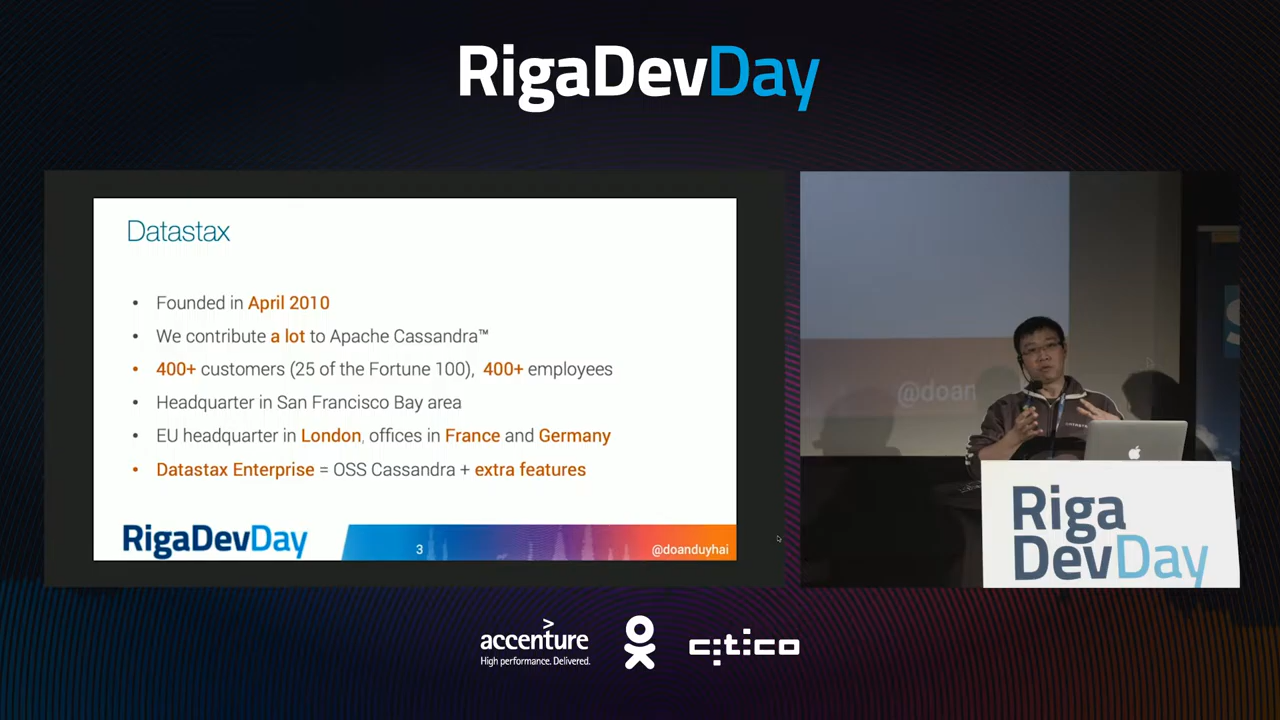 RigaDevDay
Datastax
• Founded in April 2010
• We contribute a lot to Apache Cassandra™
• 400+ customers (25 of the Fortune 100), 400+ employees
• Headquarter in San Francisco Bay area
• EU headquarter in London, offices in France and Germany
• Datastax Enterprise = OSS Cassandra + extra features
RigaDevDay
3
@doanduyhai
@doan
Riga
DevDay
>
accenture
High performance. Delivered.
citico